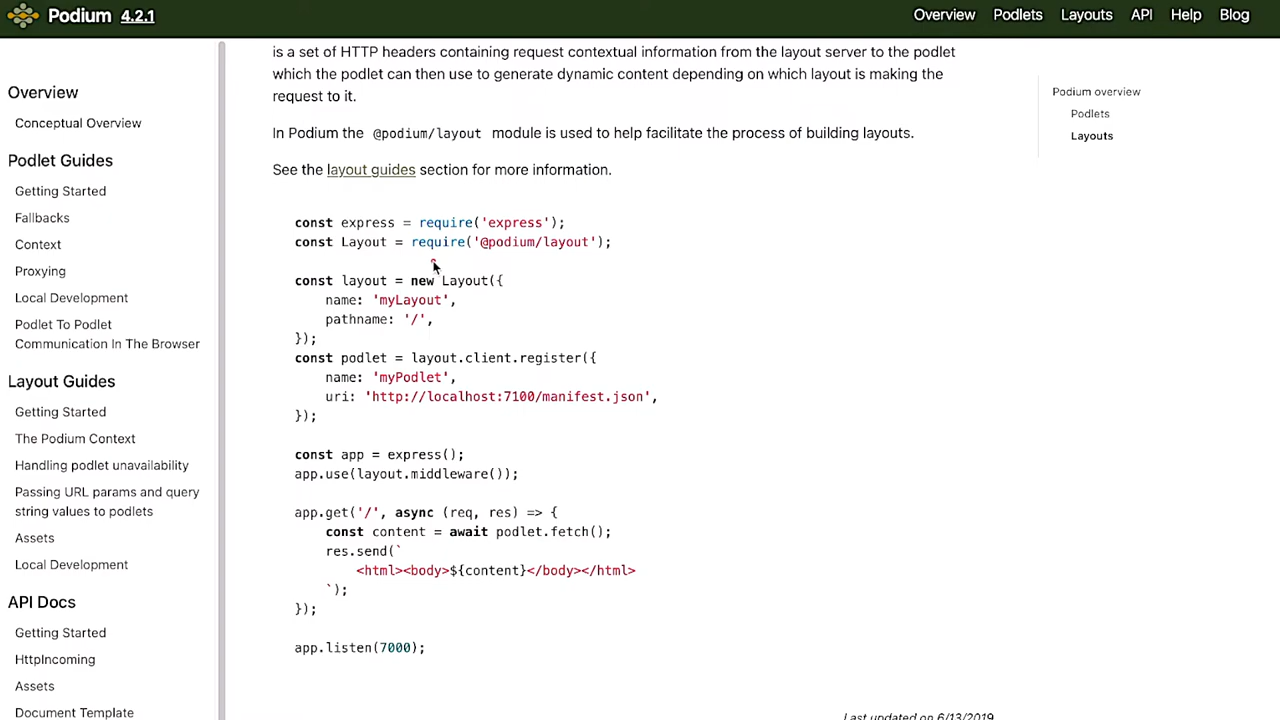 Podium 4.2.1
Overview Podlets Layouts API Help Blog
Overview
Conceptual Overview
Podlet Guides
Getting Started
Fallbacks
Context
Proxying
Local Development
Podlet To Podlet
Communication In The Browser
Layout Guides
Getting Started
The Podium Context
Handling podlet unavailability
Passing URL params and query
string values to podlets
Assets
Local Development
API Docs
Getting Started
HttpIncoming
Assets
Document Template
is a set of HTTP headers containing request contextual information from the layout server to the podlet
which the podlet can then use to generate dynamic content depending on which layout is making the
request to it.
In Podium the @podium/layout module is used to help facilitate the process of building layouts.
See the layout guides section for more information.
const express = require('express');
const Layout = require('@podium/layout');
const layout = new Layout({
name: 'myLayout',
pathname: '/',
});
const podlet = layout.client.register({
name: 'myPodlet',
uri: 'http://localhost:7100/manifest.json',
});
const app = express();
app.use(layout.middleware());
app.get('/', async (req, res) => {
const content = await podlet.fetch();
res.send(`
<html><body>${content}</body></html>
`);
});
app.listen(7000);
Last updated on 6/13/2019
Podium overview
Podlets
Layouts